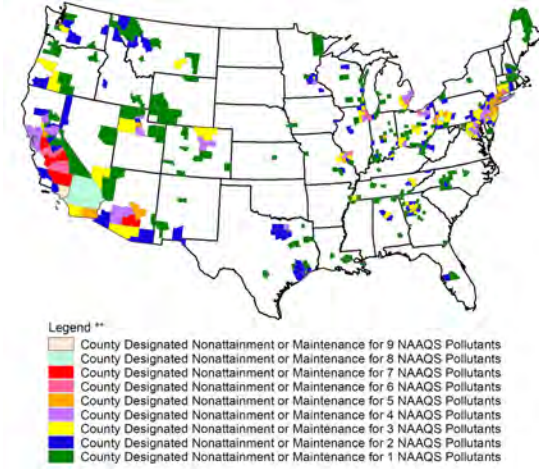 Legend **
County Designated Nonattainment or Maintenance for 9 NAAQS Pollutants
County Designated Nonattainment or Maintenance for 8 NAAQS Pollutants
County Designated Nonattainment or Maintenance for 7 NAAQS Pollutants
County Designated Nonattainment or Maintenance for 6 NAAQS Pollutants
County Designated Nonattainment or Maintenance for 5 NAAQS Pollutants
County Designated Nonattainment or Maintenance for 4 NAAQS Pollutants
County Designated Nonattainment or Maintenance for 3 NAAQS Pollutants
County Designated Nonattainment or Maintenance for 2 NAAQS Pollutants
County Designated Nonattainment or Maintenance for 1 NAAQS Pollutants